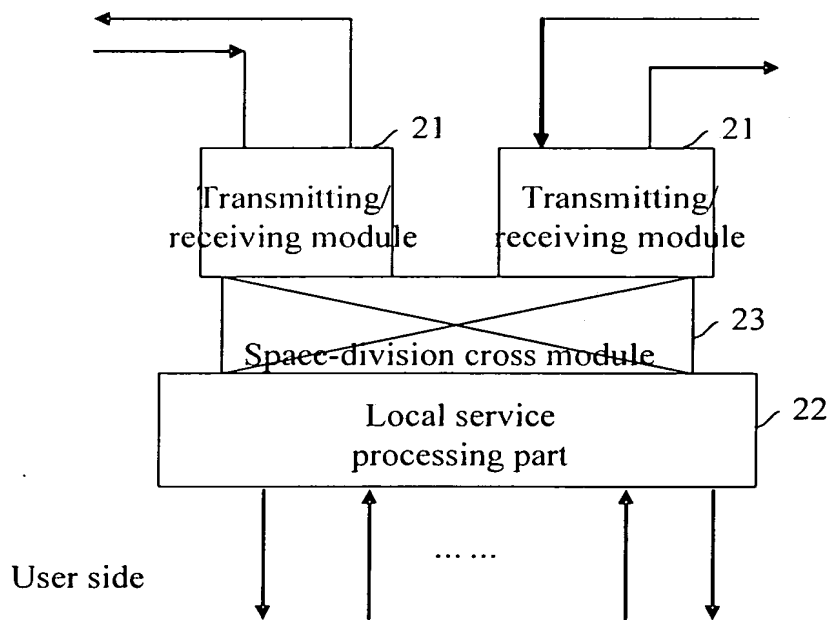 21
21
Transmitting/
receiving module
Transmitting/
receiving module
23
Space-division cross module
22
Local service
processing part
... ...
User side